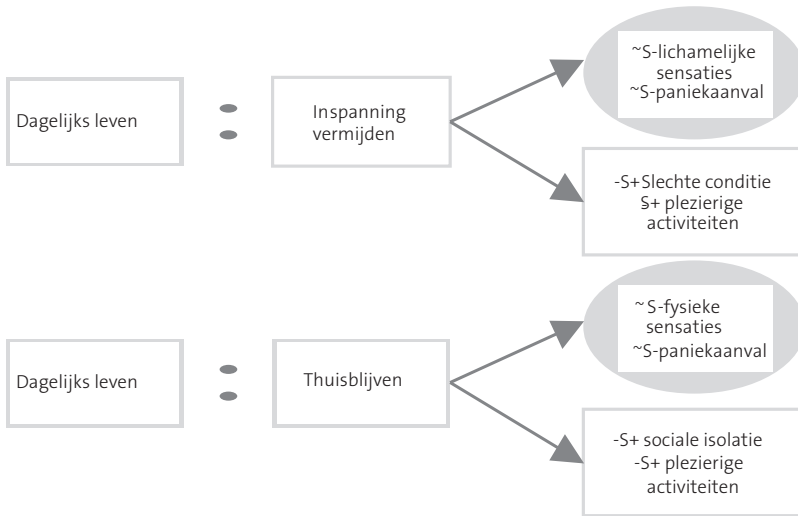 Dagelijks leven
Inspanning
vermijden
~S-lichamelijke
sensaties
~S-paniekaanval
-S+Slechte conditie
S+ plezierige
activiteiten
Dagelijks leven
Thuisblijven
~S-fysieke
sensaties
~S-paniekaanval
-S+ sociale isolatie
-S+ plezierige
activiteiten